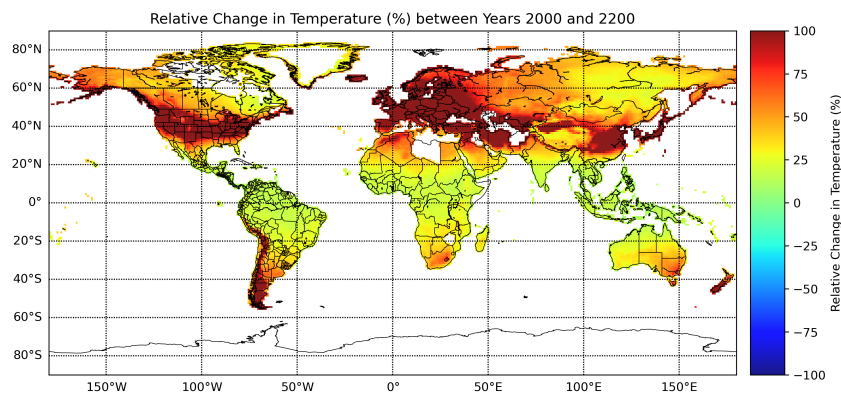 Relative Change in Temperature (%) between Years 2000 and 2200
80°N
60°N
40°N
20°N
0°
20°S
40°S
60°S
80°S
150°W
100°W
50°W
0°
50°E
100°E
150°E
100
75
50
25
0
−25
−50
−75
−100
Relative Change in Temperature (%)